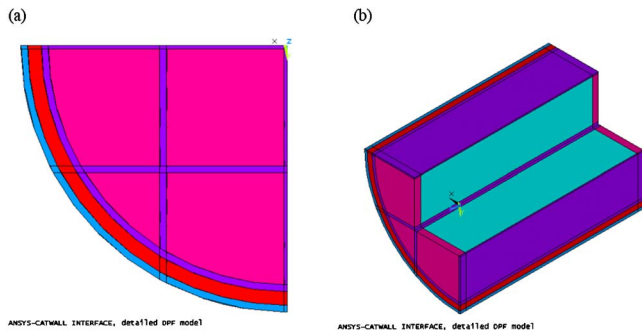 (a)
(b)
X
Z
X
ANSYS-CATWALL INTERFACE, detailed DPF model
ANSYS-CATWALL INTERFACE, detailed DPF model